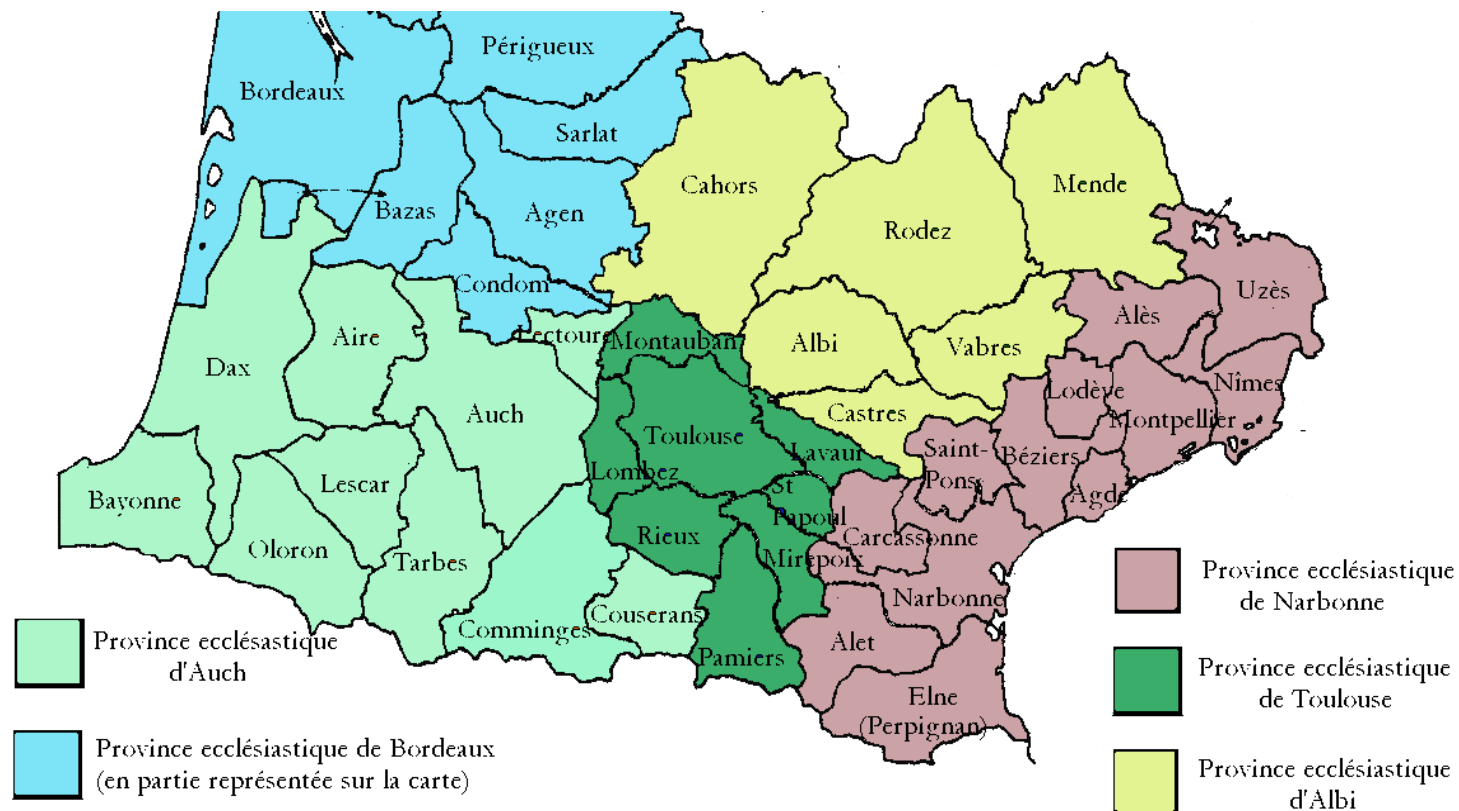 Périgueux
Bordeaux
Sarlat
Cahors
Mende
Bazas
Agen
Rodez
Condom
Uzès
Alès
Lectoure
Montauban
Aire
Albi
Vabres
Dax
Nîmes
Lodève
Auch
Castres
Montpellier
Toulouse
Saint-
Pons
Béziers
Lavaur
Lombez
Lescar
Bayonne
St
Papoul
Agde
Rieux
Carcassonne
Oloron
Mirepoix
Tarbes
Narbonne
Couserans
Comminges
Alet
Pamiers
Elne
(Perpignan)
Province ecclésastique
d'Auch
Province ecclésiastique de Bordeaux
(en partie représentée sur la carte)
Province ecclésiastique
de Narbonne
Province ecclésiastique
de Toulouse
Province ecclésiastique
d'Albi